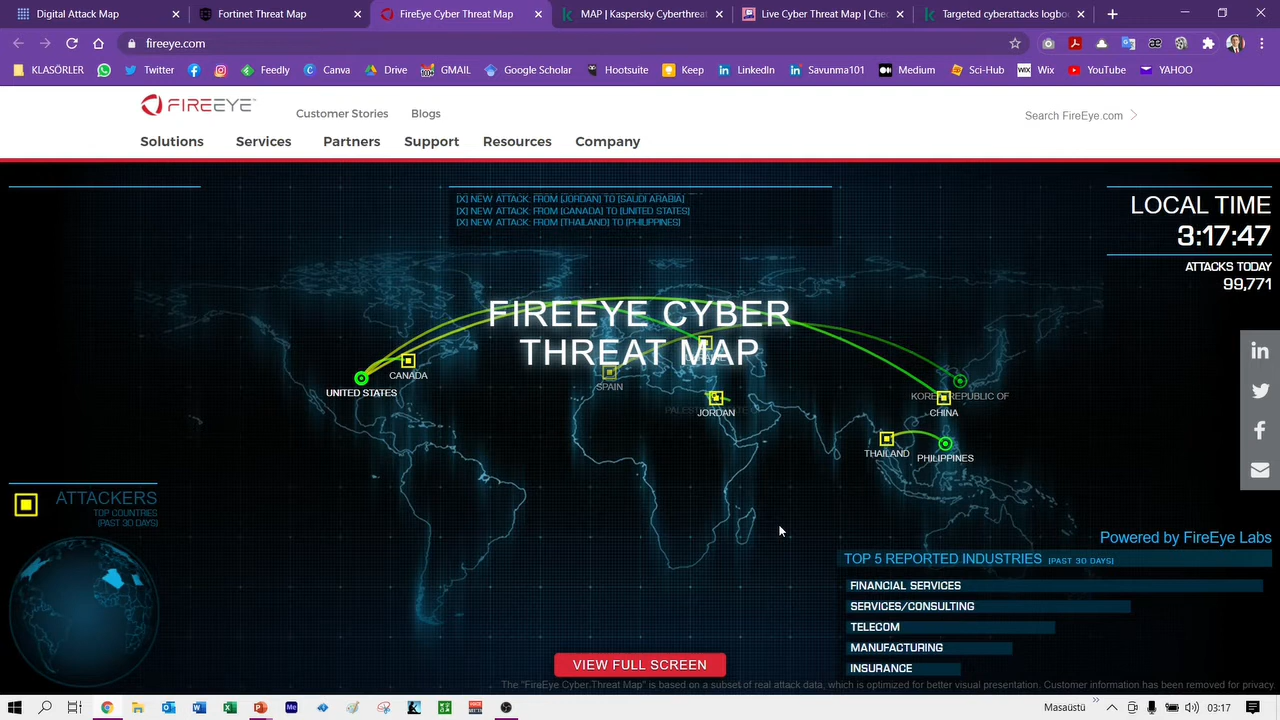 Digital Attack Map
Fortinet Threat Map
FireEye Cyber Threat Map
MAP | Kaspersky Cyberthreat
Live Cyber Threat Map | Chec
Targeted cyberattacks logboo
fireeye.com
KLASÖRLER
Twitter
Feedly
Canva
Drive
GMAIL
Google Scholar
Hootsuite
Keep
LinkedIn
Savunma101
Medium
Sci-Hub
Wix
YouTube
YAHOO
FIREEYE
Customer Stories
Blogs
Search FireEye.com
Solutions
Services
Partners
Support
Resources
Company
[X] NEW ATTACK: FROM [JORDAN] TO [SAUDI ARABIA]
[X] NEW ATTACK: FROM [CANADA] TO [UNITED STATES]
[X] NEW ATTACK: FROM [THAILAND] TO [PHILIPPINES]
LOCAL TIME
3:17:47
ATTACKS TODAY
99,771
FIREEYE CYBER
THREAT MAP
CANADA
UNITED STATES
SPAIN
JORDAN
CHINA
THAILAND
PHILIPPINES
ATTACKERS
TOP COUNTRIES
[PAST 30 DAYS]
Powered by FireEye Labs
TOP 5 REPORTED INDUSTRIES [PAST 30 DAYS]
FINANCIAL SERVICES
SERVICES/CONSULTING
TELECOM
MANUFACTURING
INSURANCE
VIEW FULL SCREEN
The "FireEye Cyber Threat Map" is based on a subset of real attack data, which is optimized for better visual presentation. Customer information has been removed for privacy
Masaüstü
03:17